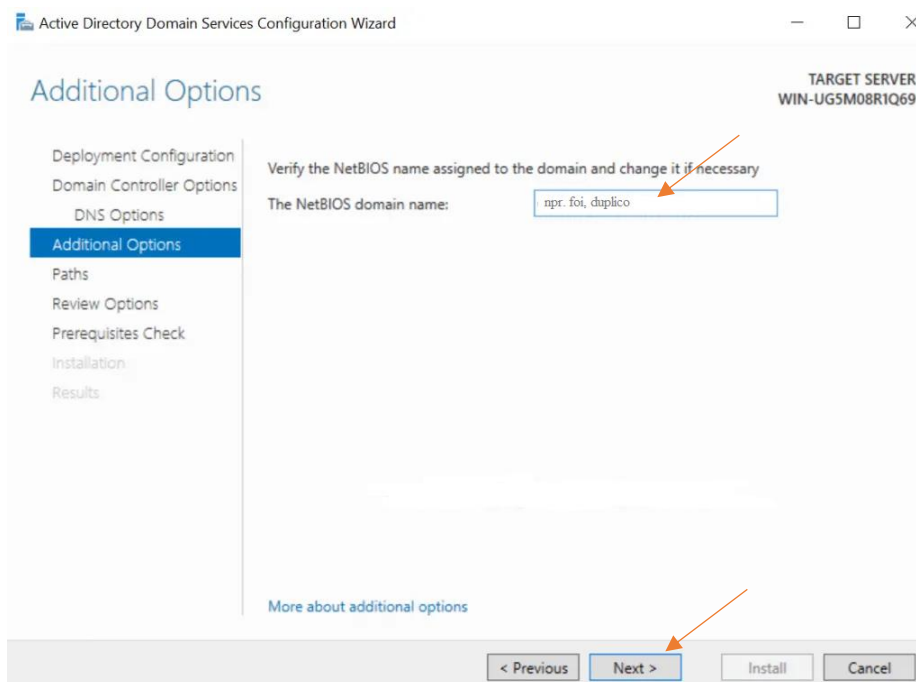 Active Directory Domain Services Configuration Wizard
Additional Options
TARGET SERVER
WIN-UG5M08R1Q69
Deployment Configuration
Domain Controller Options
DNS Options
Additional Options
Paths
Review Options
Prerequisites Check
Installation
Results
Verify the NetBIOS name assigned to the domain and change it if necessary
The NetBIOS domain name:
npr. foi, duplico
More about additional options
< Previous
Next >
Install
Cancel